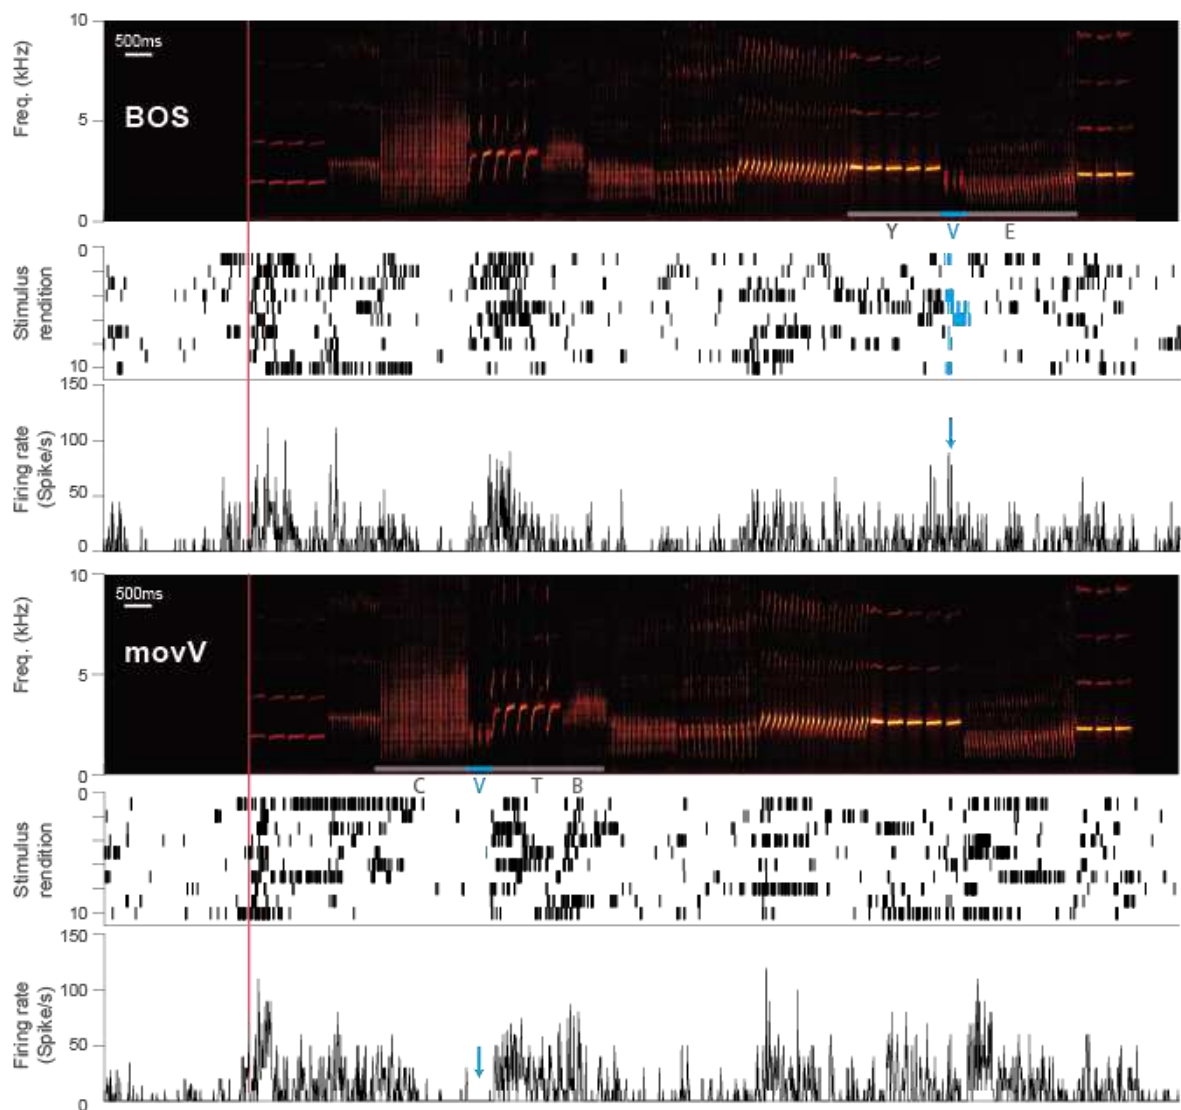 10
500ms
Freq. (kHz)
BOS
5
0
Y V E
0
Stimulus
rendition
10
150
Firing rate
(Spike/s)
100
50
0
10
500ms
Freq. (kHz)
movV
5
0
C V T B
0
Stimulus
rendition
10
150
Firing rate
(Spike/s)
100
50
0